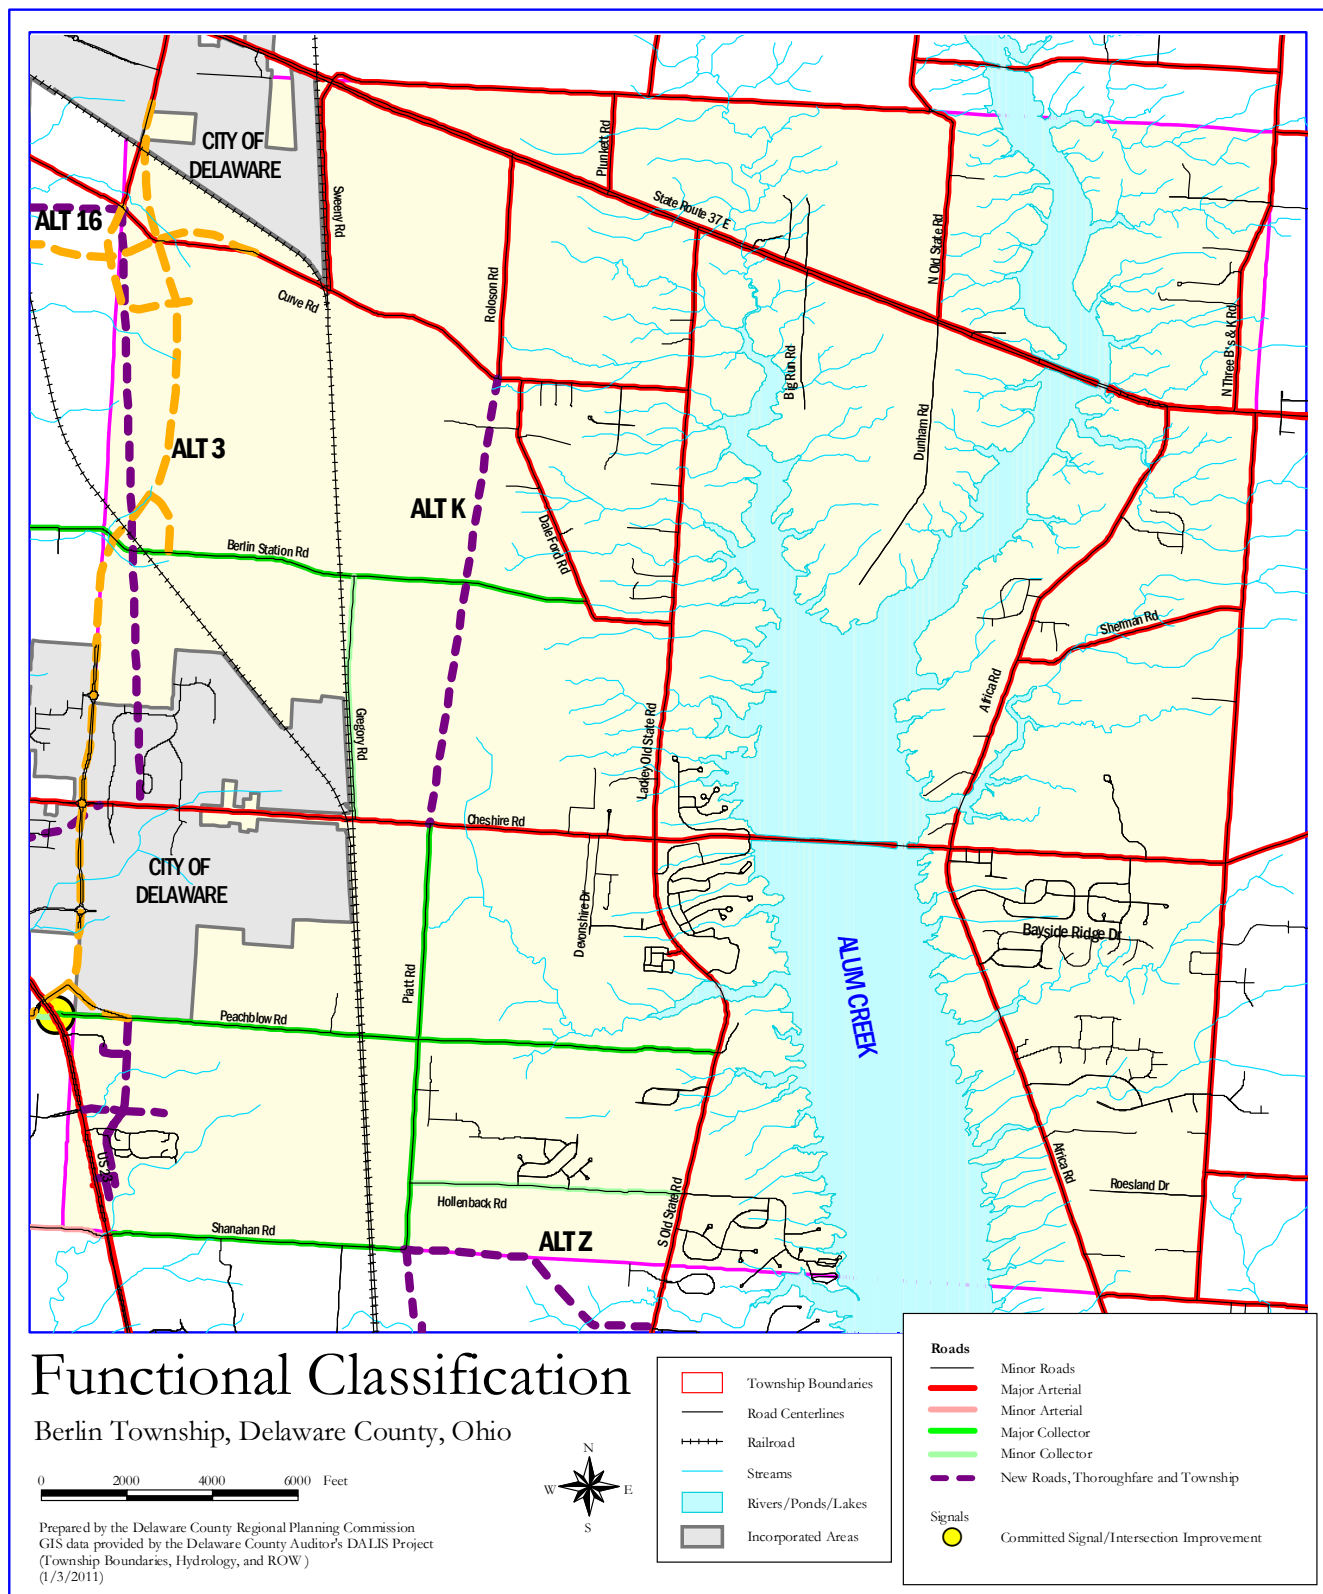 CITY OF
DELAWARE
ALT 16
Sweeny Rd
Curve Rd
Plunkett Rd
State Route 37 E
Roloson Rd
N Old State Rd
Big Run Rd
Dunham Rd
N Three B's & K Rd
ALT 3
ALT K
Dale Ford Rd
Berlin Station Rd
Sherman Rd
Africa Rd
Gregory Rd
Lackey Old State Rd
Cheshire Rd
CITY OF
DELAWARE
Devonshire Dr
Bayside Ridge Dr
ALUM CREEK
Piatt Rd
Peachblow Rd
US 23
Africa Rd
Roesland Dr
Hollenback Rd
S Old State Rd
Shanahan Rd
ALT Z
Functional Classification
Berlin Township, Delaware County, Ohio
0 2000 4000 6000 Feet
N
W E
S
Prepared by the Delaware County Regional Planning Commission
GIS data provided by the Delaware County Auditor's DALIS Project
(Township Boundaries, Hydrology, and ROW )
(1/3/2011)
Township Boundaries
Road Centerlines
Railroad
Streams
Rivers/Ponds/Lakes
Incorporated Areas
Roads
Minor Roads
Major Arterial
Minor Arterial
Major Collector
Minor Collector
New Roads, Thoroughfare and Township
Signals
Committed Signal/Intersection Improvement